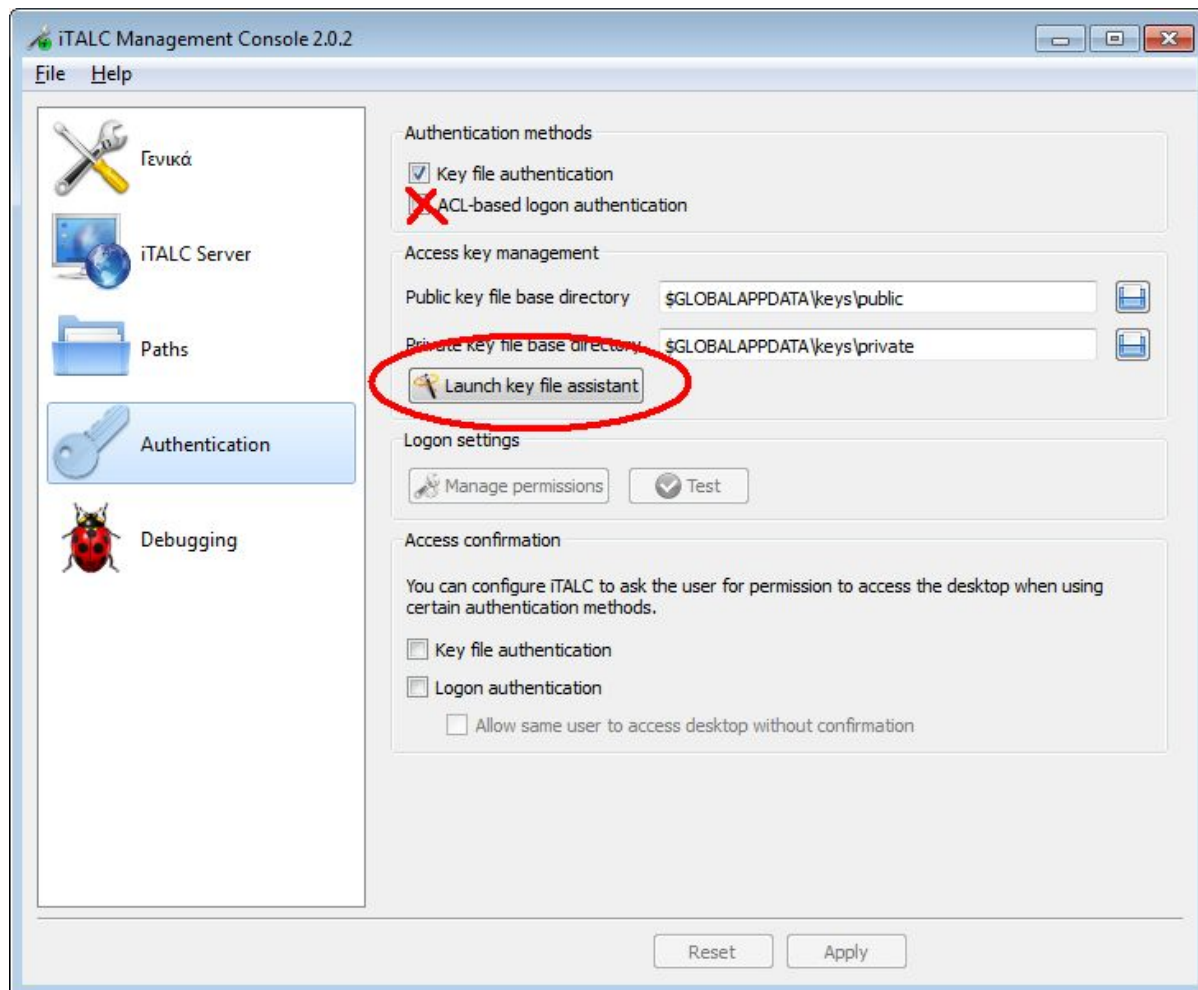 iTALC Management Console 2.0.2
File Help
Γενικά
iTALC Server
Paths
Authentication
Debugging
Authentication methods
Key file authentication
ACL-based logon authentication
Access key management
Public key file base directory $GLOBALAPPDATA\keys\public
Private key file base directory $GLOBALAPPDATA\keys\private
Launch key file assistant
Logon settings
Manage permissions Test
Access confirmation
You can configure iTALC to ask the user for permission to access the desktop when using
certain authentication methods.
Key file authentication
Logon authentication
Allow same user to access desktop without confirmation
Reset Apply